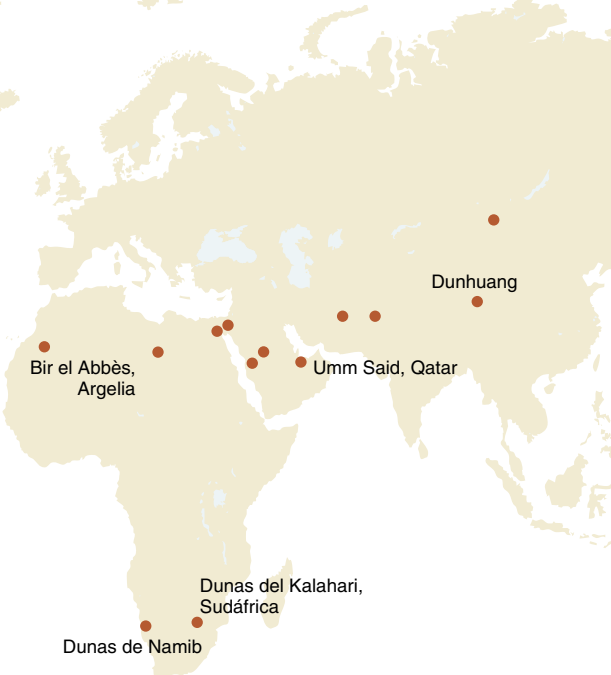 Dunhuang
Bir el Abbès,
Argelia
Umm Said, Qatar
Dunas del Kalahari,
Sudáfrica
Dunas de Namib